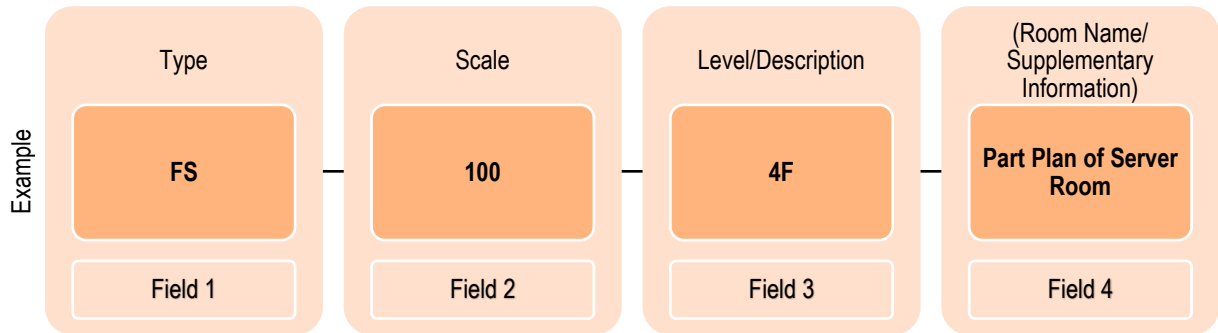 Type
Scale
Level/Description
(Room Name/
Supplementary
Information)
Example
FS
100
4F
Part Plan of Server
Room
Field 1
Field 2
Field 3
Field 4